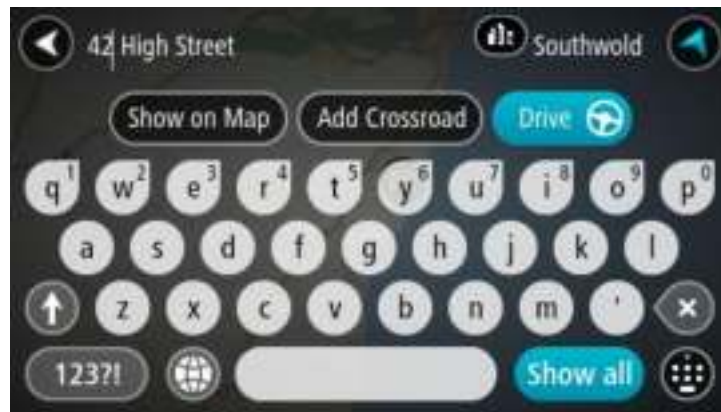 42 High Street Southwold
Show on Map Add Crossroad Drive
q1 w2 e3 r4 t5 y6 u7 i8 o9 p0
a s d f g h j k l
z x c v b n m '
123?! Show all